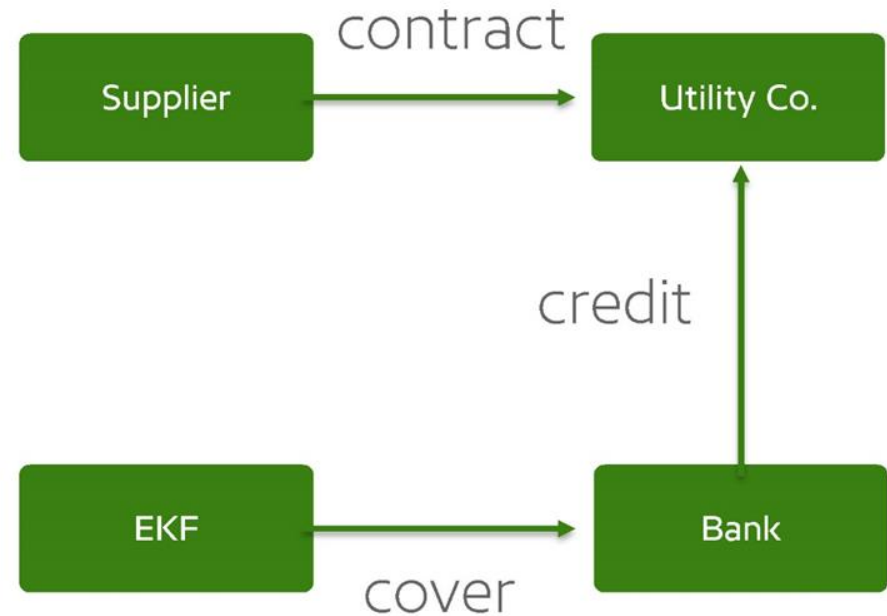 contract
Supplier
Utility Co.
credit
EKF
Bank
cover